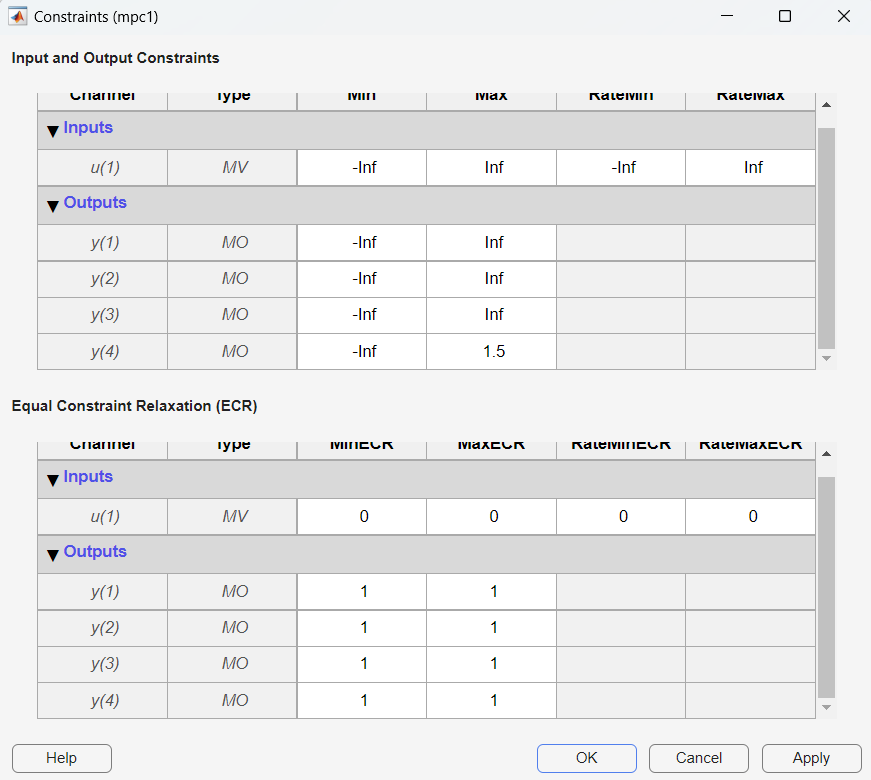 Constraints (mpc1)
Input and Output Constraints
Channel Type Min Max RateMin RateMax
▼ Inputs
u(1) MV -Inf Inf -Inf Inf
▼ Outputs
y(1) MO -Inf Inf
y(2) MO -Inf Inf
y(3) MO -Inf Inf
y(4) MO -Inf 1.5
Equal Constraint Relaxation (ECR)
Channel Type MinECR MaxECR RateMinECR RateMaxECR
▼ Inputs
u(1) MV 0 0 0 0
▼ Outputs
y(1) MO 1 1
y(2) MO 1 1
y(3) MO 1 1
y(4) MO 1 1
Help OK Cancel Apply